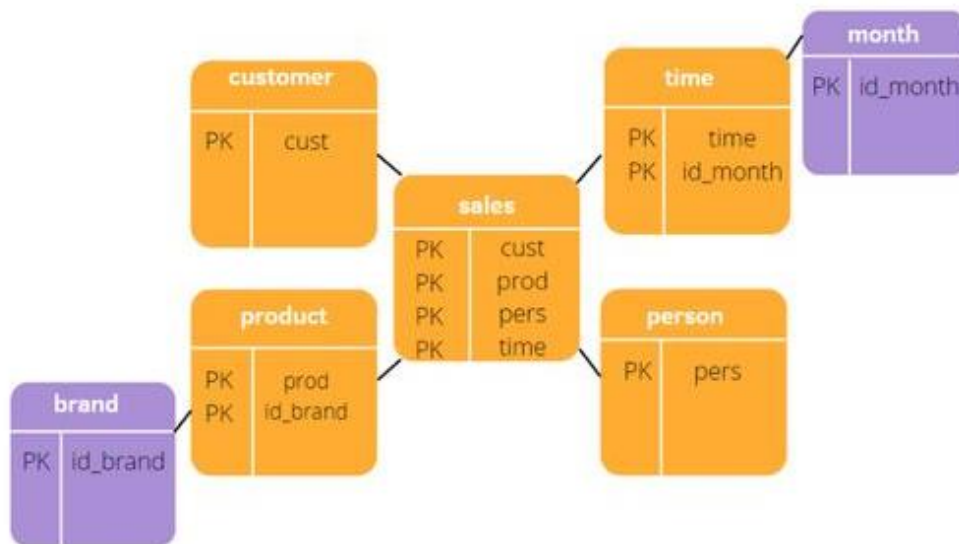 customer
PK cust
time
PK time
PK id_month
month
PK id_month
sales
PK cust
PK prod
PK pers
PK time
product
PK prod
PK id_brand
person
PK pers
brand
PK id_brand